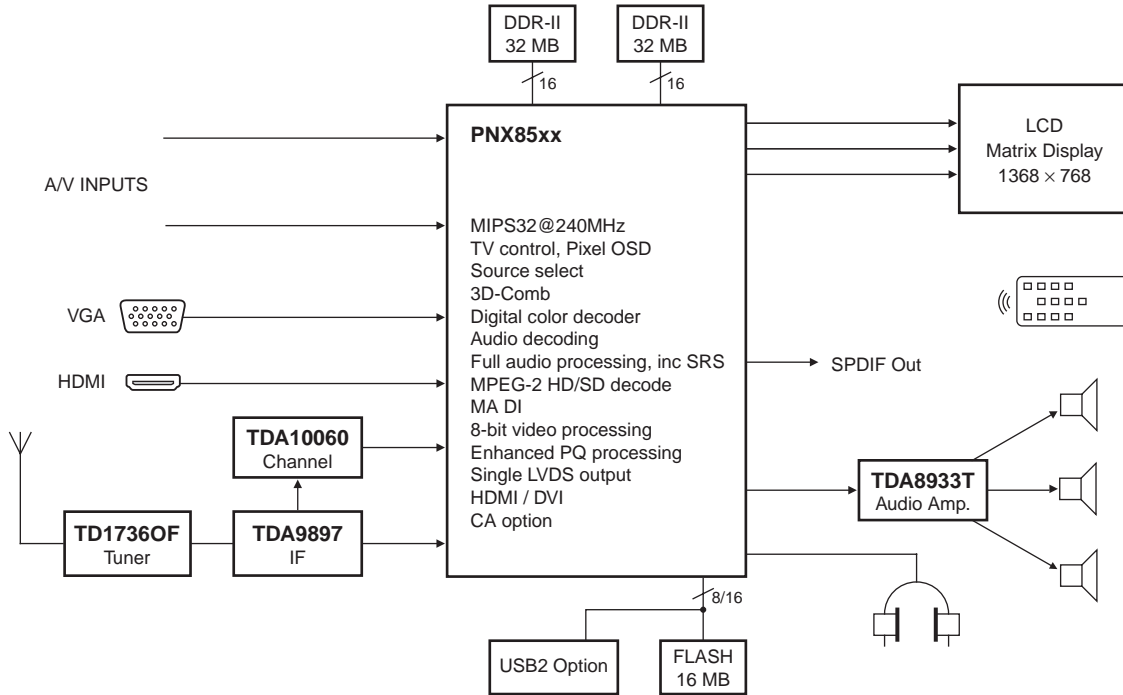 DDR-II
32 MB
DDR-II
32 MB
16
16
PNX85xx
LCD
Matrix Display
1368 × 768
A/V INPUTS
MIPS32@240MHz
TV control, Pixel OSD
Source select
3D-Comb
Digital color decoder
Audio decoding
Full audio processing, inc SRS
MPEG-2 HD/SD decode
MA DI
8-bit video processing
Enhanced PQ processing
Single LVDS output
HDMI / DVI
CA option
VGA
HDMI
SPDIF Out
TDA10060
Channel
TDA8933T
Audio Amp.
TD1736OF
Tuner
TDA9897
IF
8/16
USB2 Option
FLASH
16 MB